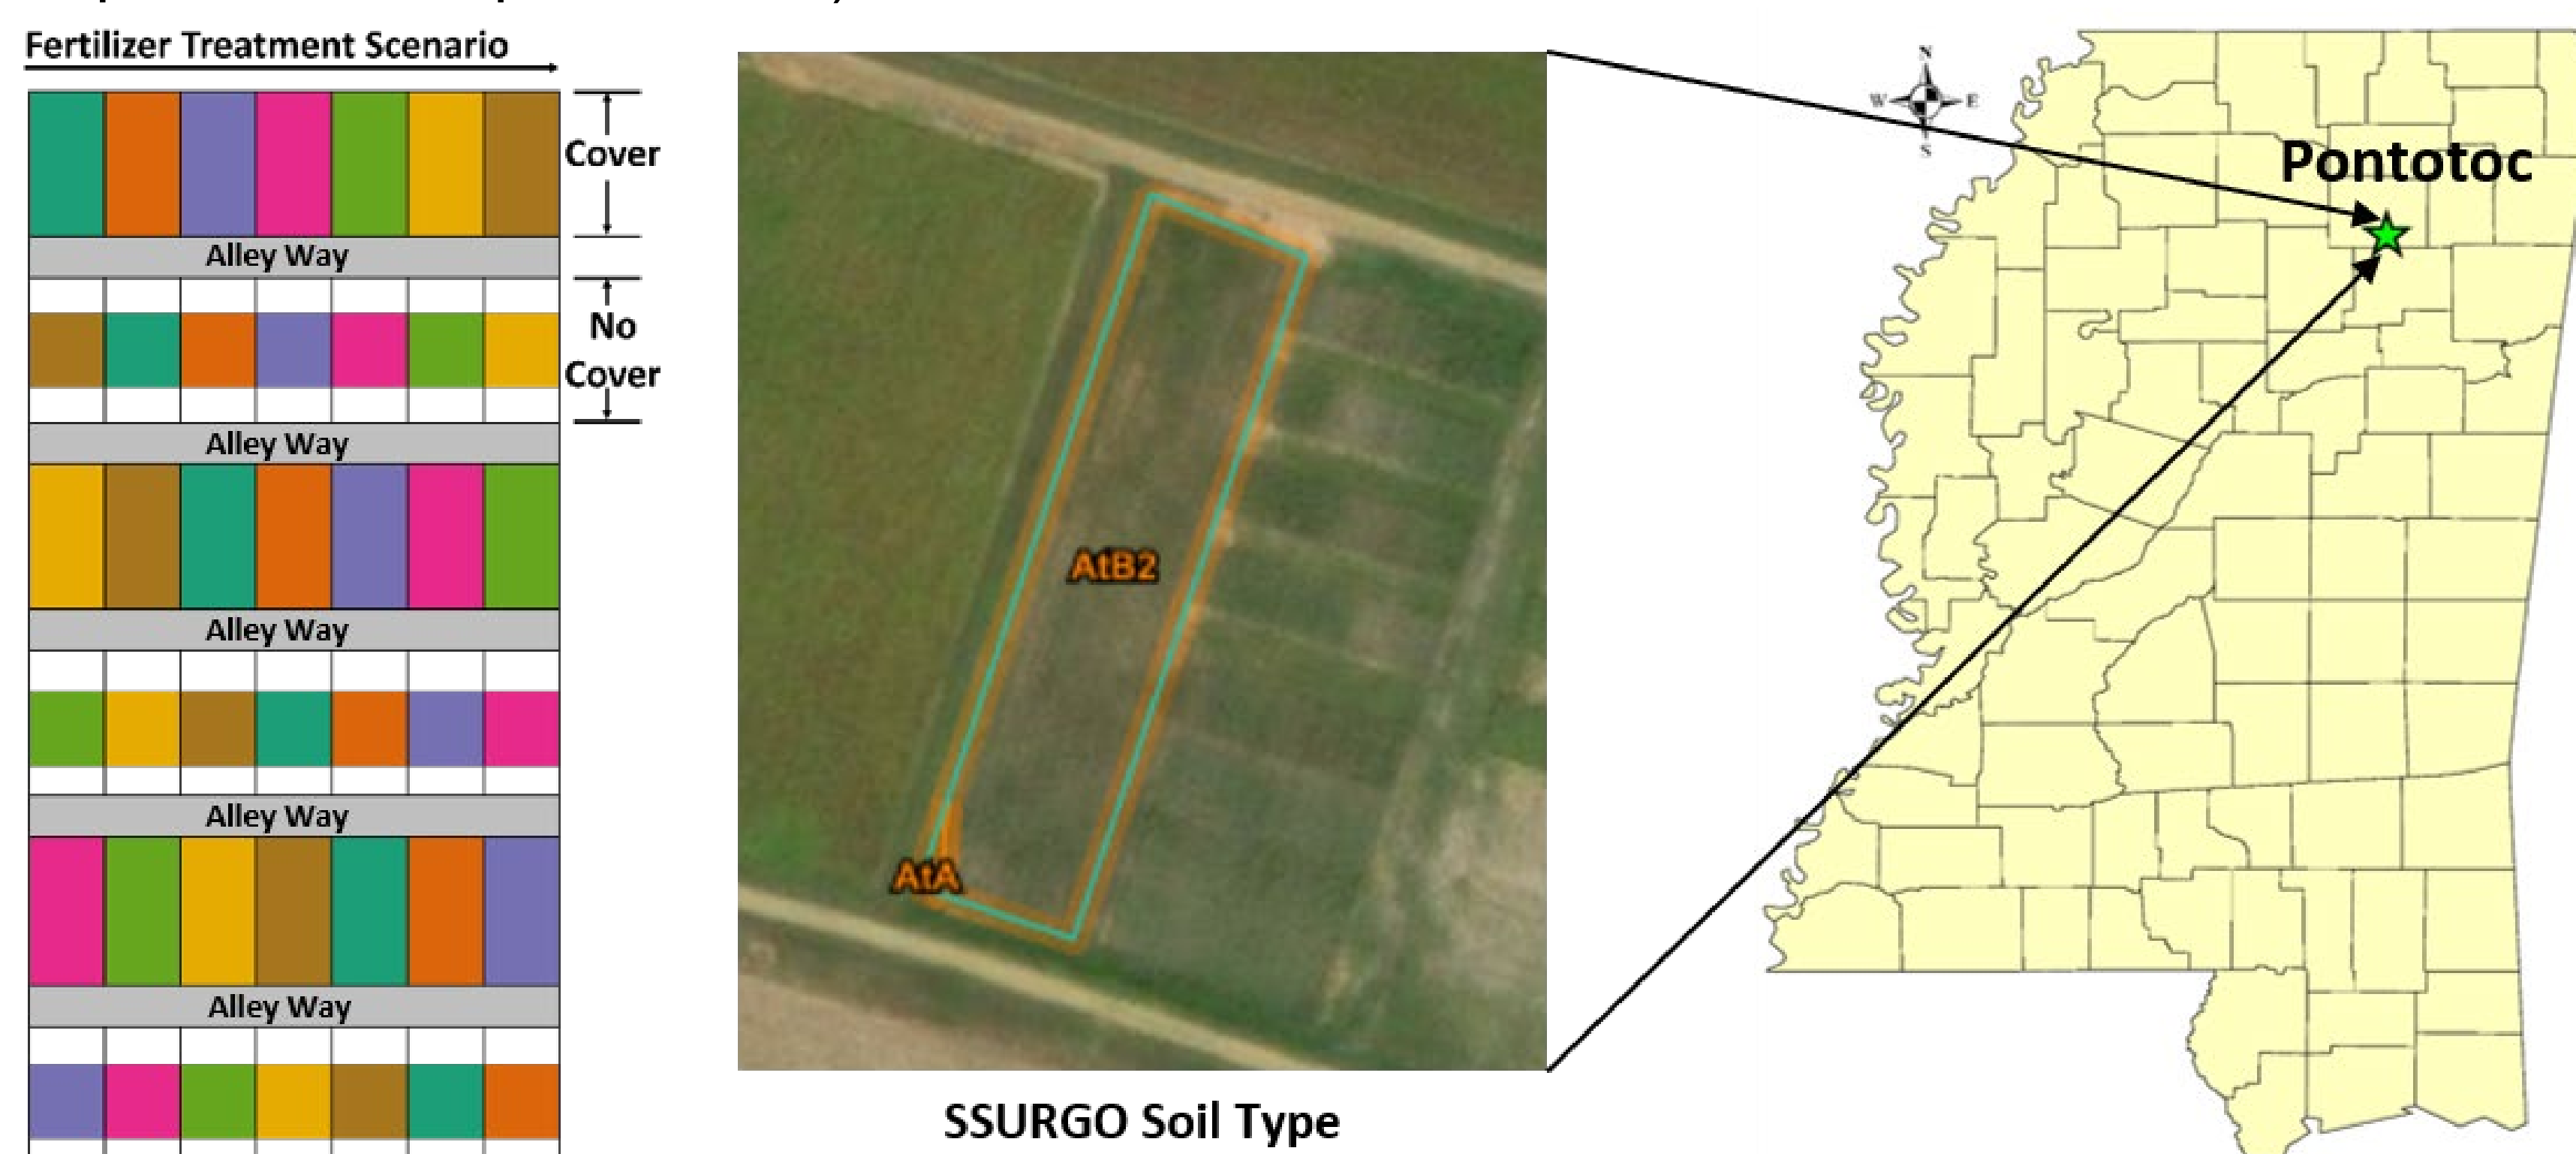 Fertilizer Treatment Scenario
Cover
Alley Way
No
Cover
Alley Way
Alley Way
Alley Way
Alley Way
AtB2
AtA
SSURGO Soil Type
N
W
E
S
Pontotoc